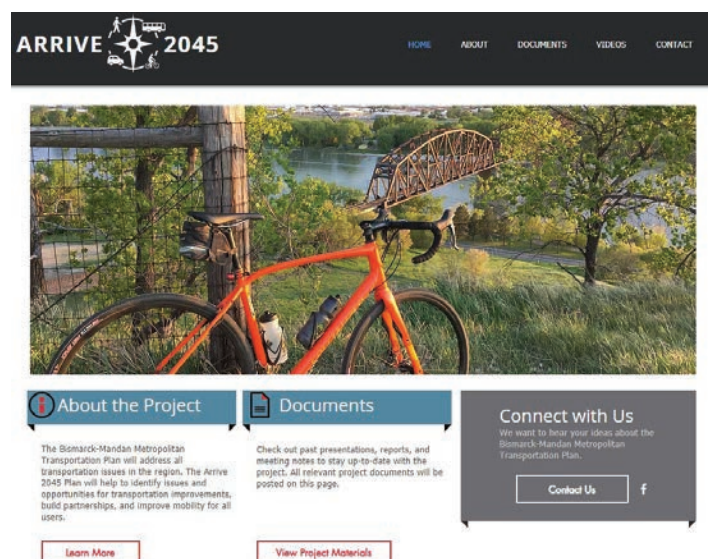 ARRIVE 2045
HOME ABOUT DOCUMENTS VIDEOS CONTACT
About the Project
The Bismarck-Mandan Metropolitan
Transportation Plan will address all
transportation issues in the region. The Arrive
2045 Plan will help to identify issues and
opportunities for transportation improvements,
build partnerships, and improve mobility for all
users.
Learn More
Documents
Check out past presentations, reports, and
meeting notes to stay up-to-date with the
project. All relevant project documents will be
posted on this page.
View Project Materials
Connect with Us
We want to hear your ideas about the
Bismarck-Mandan Metropolitan
Transportation Plan.
Contact Us f